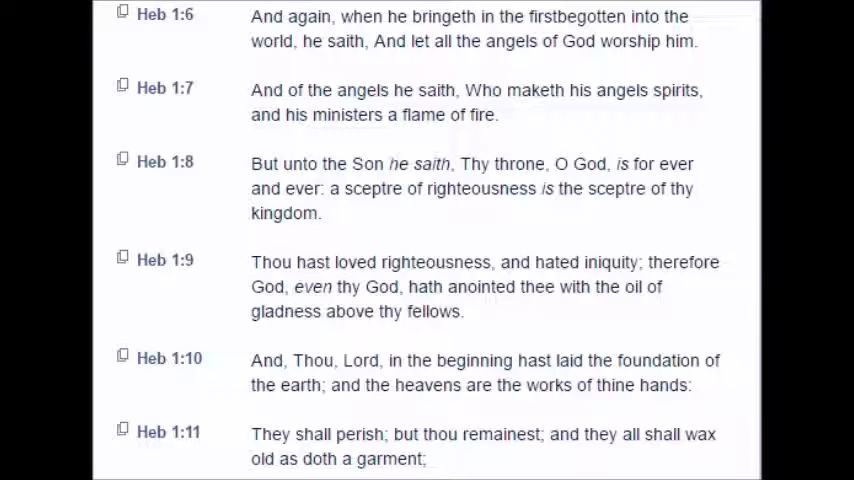 Heb 1:6 And again, when he bringeth in the firstbegotten into the
world, he saith, And let all the angels of God worship him.
Heb 1:7 And of the angels he saith, Who maketh his angels spirits,
and his ministers a flame of fire.
Heb 1:8 But unto the Son he saith, Thy throne, O God, is for ever
and ever: a sceptre of righteousness is the sceptre of thy
kingdom.
Heb 1:9 Thou hast loved righteousness, and hated iniquity; therefore
God, even thy God, hath anointed thee with the oil of
gladness above thy fellows.
Heb 1:10 And, Thou, Lord, in the beginning hast laid the foundation of
the earth; and the heavens are the works of thine hands:
Heb 1:11 They shall perish; but thou remainest; and they all shall wax
old as doth a garment;